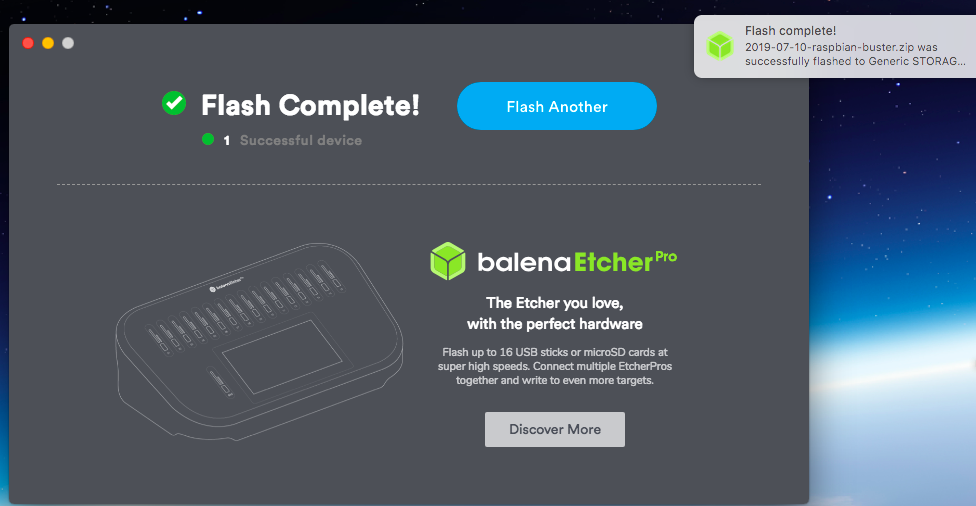 Flash complete!
2019-07-10-raspbian-buster.zip was
successfully flashed to Generic STORAG...
Flash Complete!
Flash Another
1 Successful device
balenaEtcher Pro
The Etcher you love,
with the perfect hardware
Flash up to 16 USB sticks or microSD cards at
super high speeds. Connect multiple EtcherPros
together and write to even more targets.
Discover More